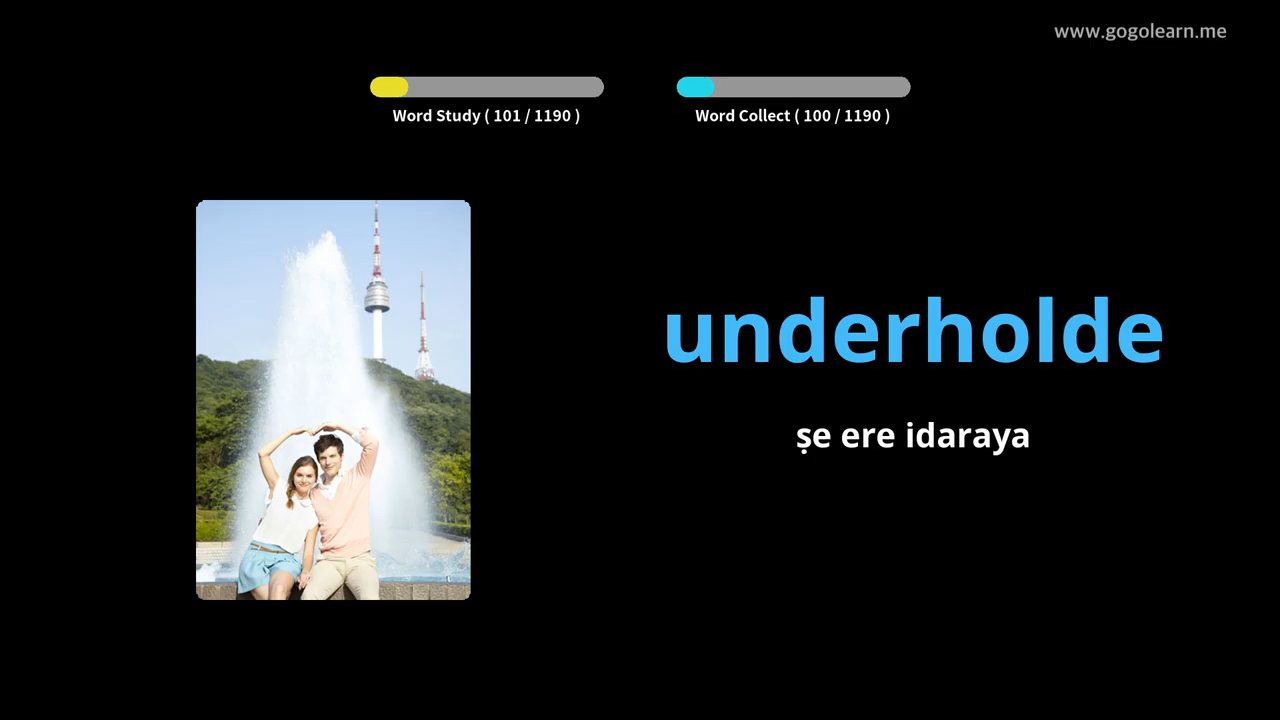 www.gogolearn.me
Word Study ( 101 / 1190 )
Word Collect ( 100 / 1190 )
underholde
ṣe ere idaraya